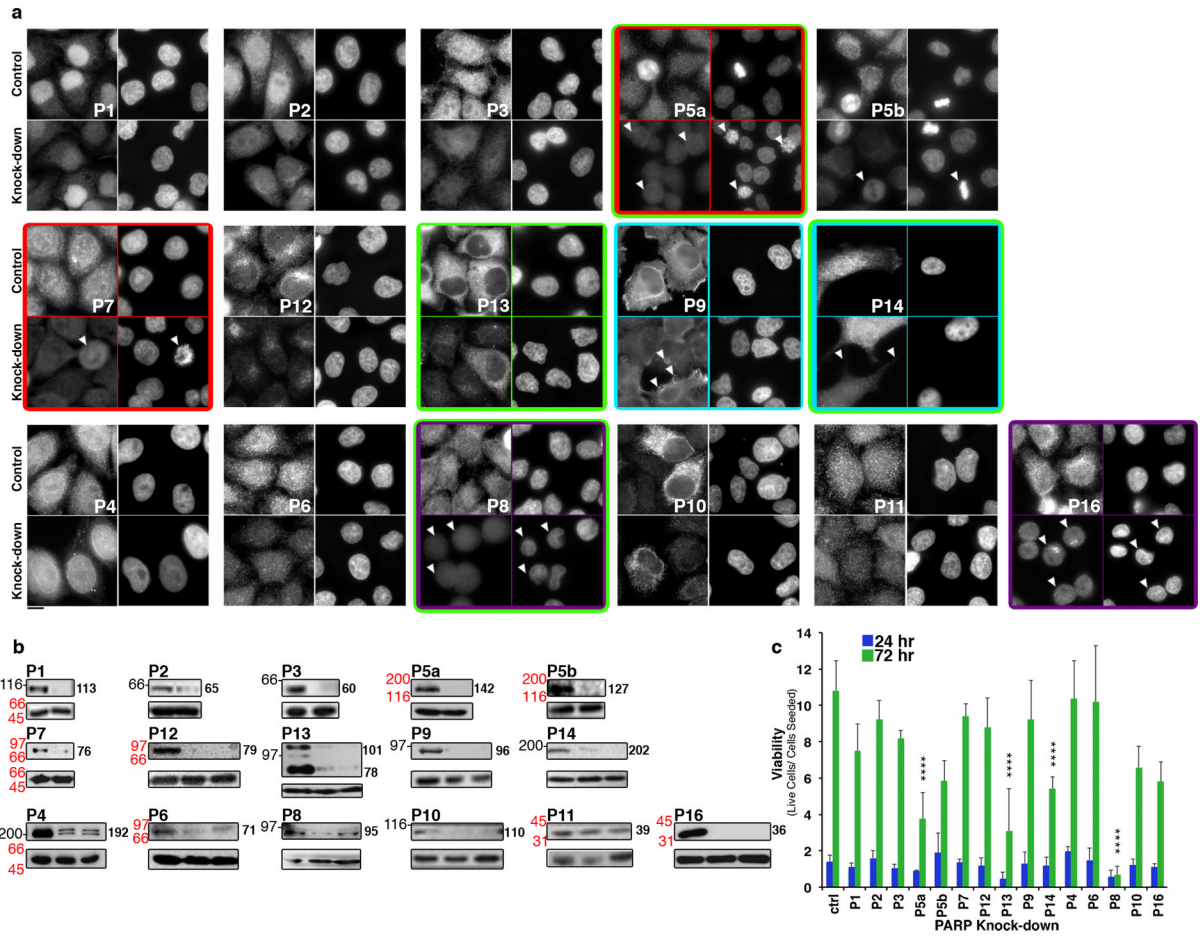 a
Control
P1
P2
P3
P5a
P5b
Knock-down
Control
P7
P12
P13
P9
P14
Knock-down
Control
P4
P6
P8
P10
P11
P16
Knock-down
b
P1
116
113
66
45
P2
66
65
P3
66
60
P5a
200
116
142
P5b
200
116
127
P7
97
66
76
66
45
P12
97
66
79
P13
97
101
78
P9
97
96
P14
200
202
P4
200
192
66
45
P6
97
66
71
P8
97
95
P10
116
110
P11
45
31
39
P16
45
31
36
c
24 hr
72 hr
Viability
(Live Cells/ Cells Seeded)
14
12
10
8
6
4
2
0
****
****
****
****
ctrl
P1
P2
P3
P5a
P5b
P7
P12
P13
P9
P14
P4
P6
P8
P10
P16
PARP Knock-down